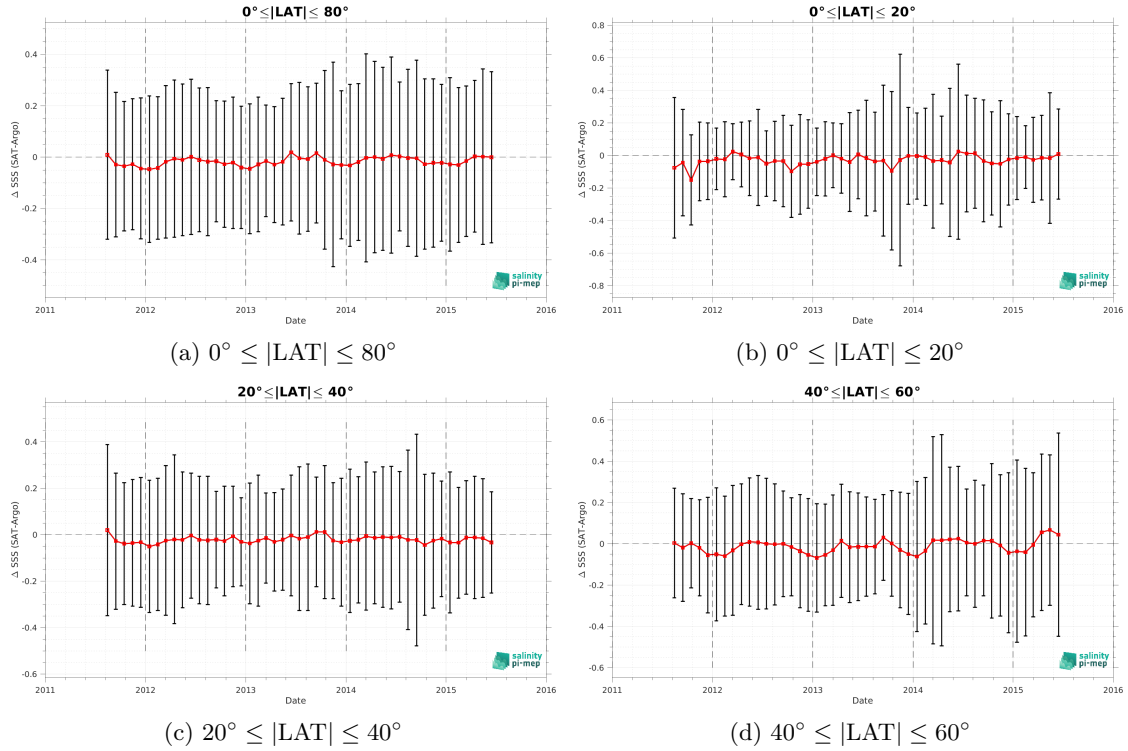 0°≤|LAT|≤ 80°
Δ SSS (SAT-Argo)
0.4
0.2
0
-0.2
-0.4
2011 2012 2013 2014 2015 2016
Date
salinity
pi-mep
(a) 0° ≤ |LAT| ≤ 80°
0°≤|LAT|≤ 20°
Δ SSS (SAT-Argo)
0.8
0.6
0.4
0.2
0
-0.2
-0.4
-0.6
-0.8
2011 2012 2013 2014 2015 2016
Date
salinity
pi-mep
(b) 0° ≤ |LAT| ≤ 20°
20°≤|LAT|≤ 40°
Δ SSS (SAT-Argo)
0.4
0.2
0
-0.2
-0.4
-0.6
2011 2012 2013 2014 2015 2016
Date
salinity
pi-mep
(c) 20° ≤ |LAT| ≤ 40°
40°≤|LAT|≤ 60°
Δ SSS (SAT-Argo)
0.6
0.4
0.2
0
-0.2
-0.4
-0.6
2011 2012 2013 2014 2015 2016
Date
salinity
pi-mep
(d) 40° ≤ |LAT| ≤ 60°